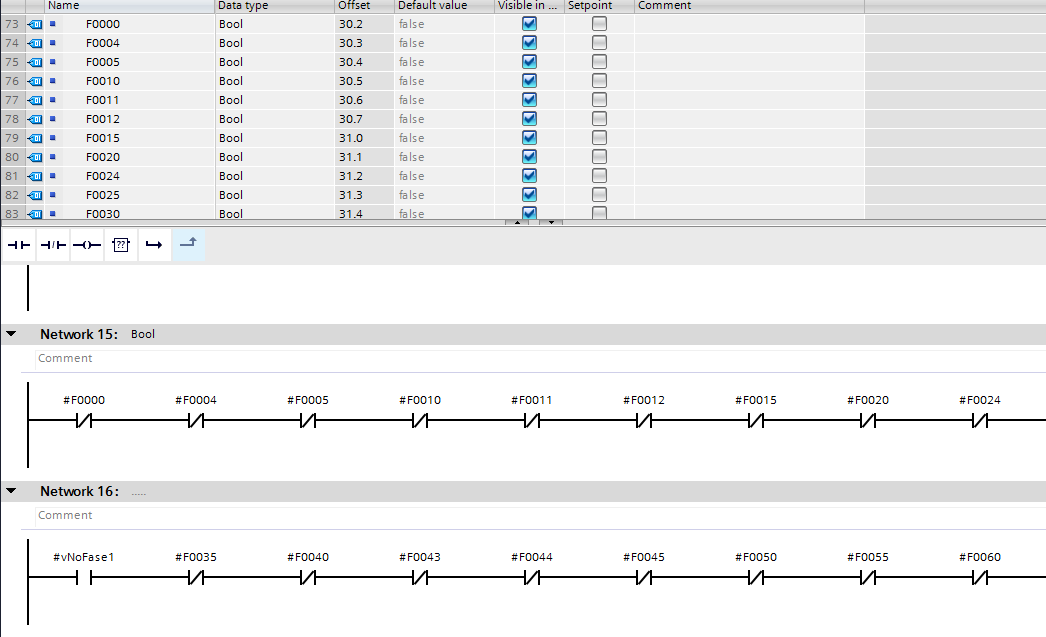 Name Data type Offset Default value Visible in ... Setpoint Comment
73 F0000 Bool 30.2 false
74 F0004 Bool 30.3 false
75 F0005 Bool 30.4 false
76 F0010 Bool 30.5 false
77 F0011 Bool 30.6 false
78 F0012 Bool 30.7 false
79 F0015 Bool 31.0 false
80 F0020 Bool 31.1 false
81 F0024 Bool 31.2 false
82 F0025 Bool 31.3 false
83 F0030 Bool 31.4 false
??
Network 15: Bool
Comment
#F0000 #F0004 #F0005 #F0010 #F0011 #F0012 #F0015 #F0020 #F0024
Network 16: .....
Comment
#vNoFase1 #F0035 #F0040 #F0043 #F0044 #F0045 #F0050 #F0055 #F0060